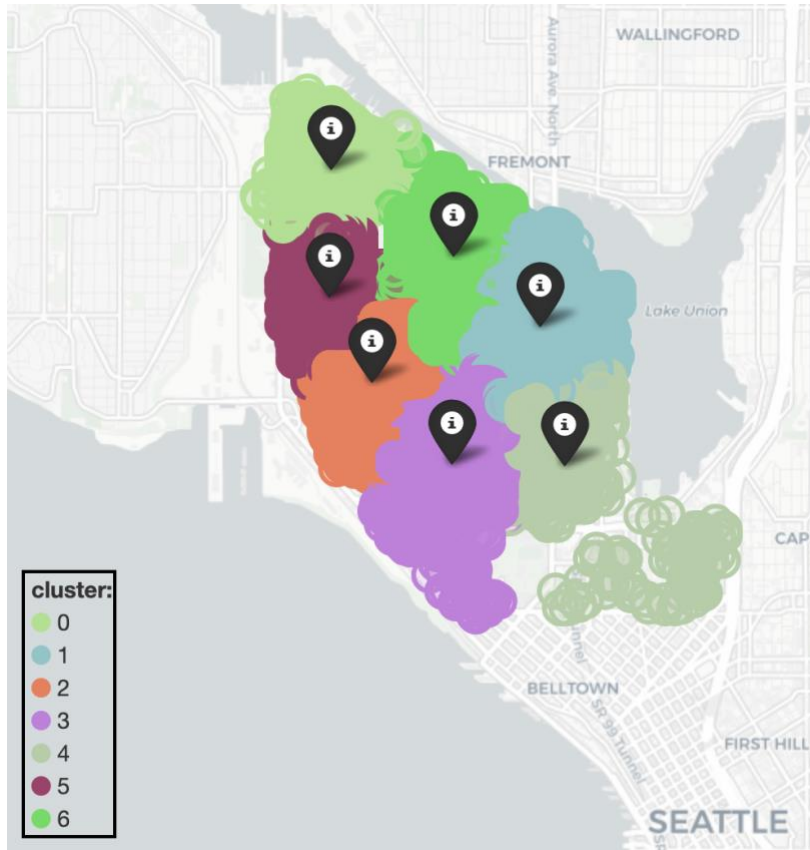 WALLINGFORD
Aurora Ave North
FREMONT
Lake Union
CAP
BELLTOWN
SR 99 Tunnel
FIRST HILL
SEATTLE
cluster:
0
1
2
3
4
5
6